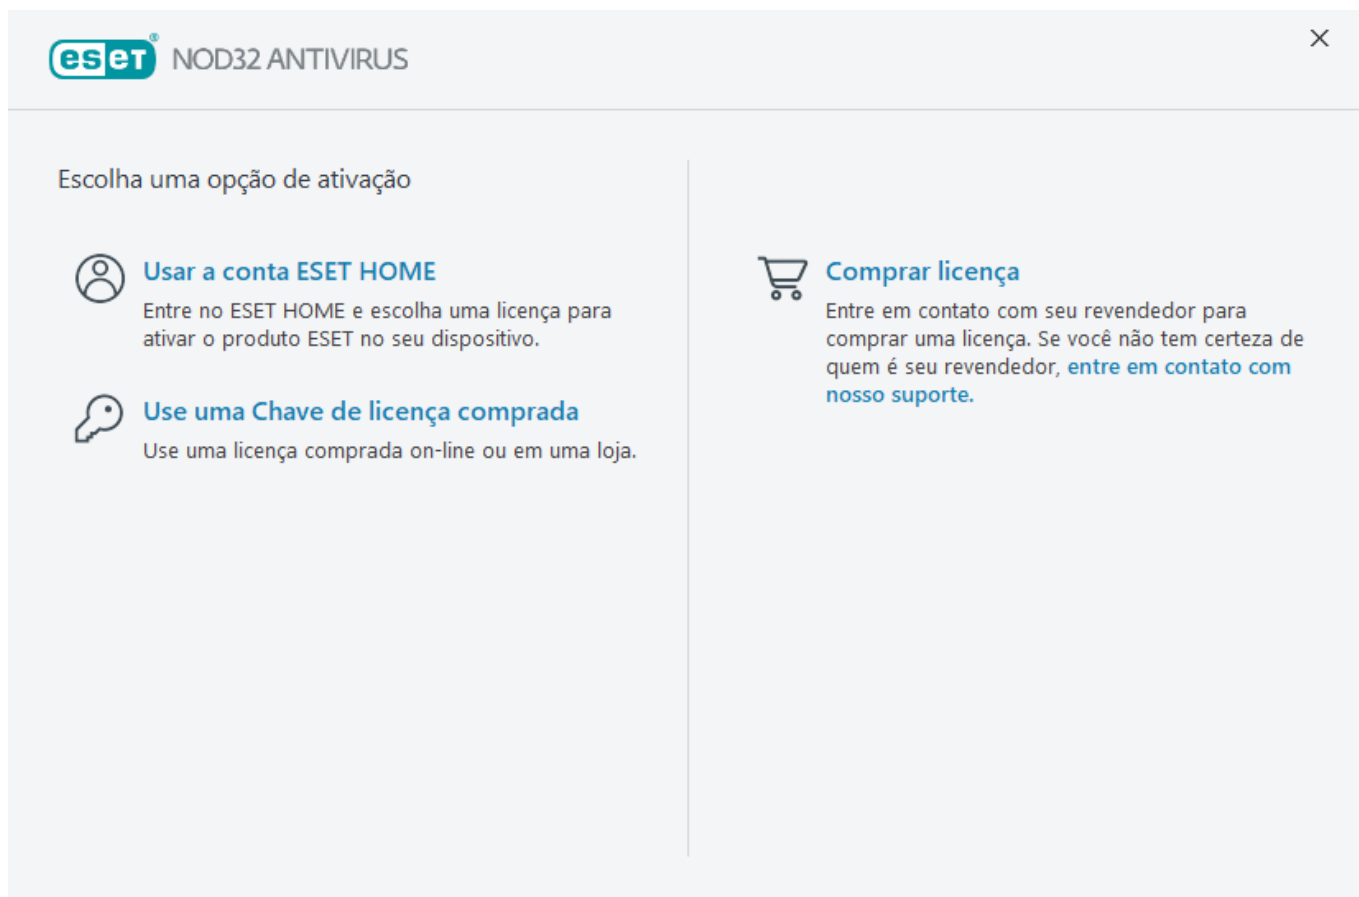 eset® NOD32 ANTIVIRUS
Escolha uma opção de ativação
Usar a conta ESET HOME
Entre no ESET HOME e escolha uma licença para
ativar o produto ESET no seu dispositivo.
Use uma Chave de licença comprada
Use uma licença comprada on-line ou em uma loja.
Comprar licença
Entre em contato com seu revendedor para
comprar uma licença. Se você não tem certeza de
quem é seu revendedor, entre em contato com
nosso suporte.